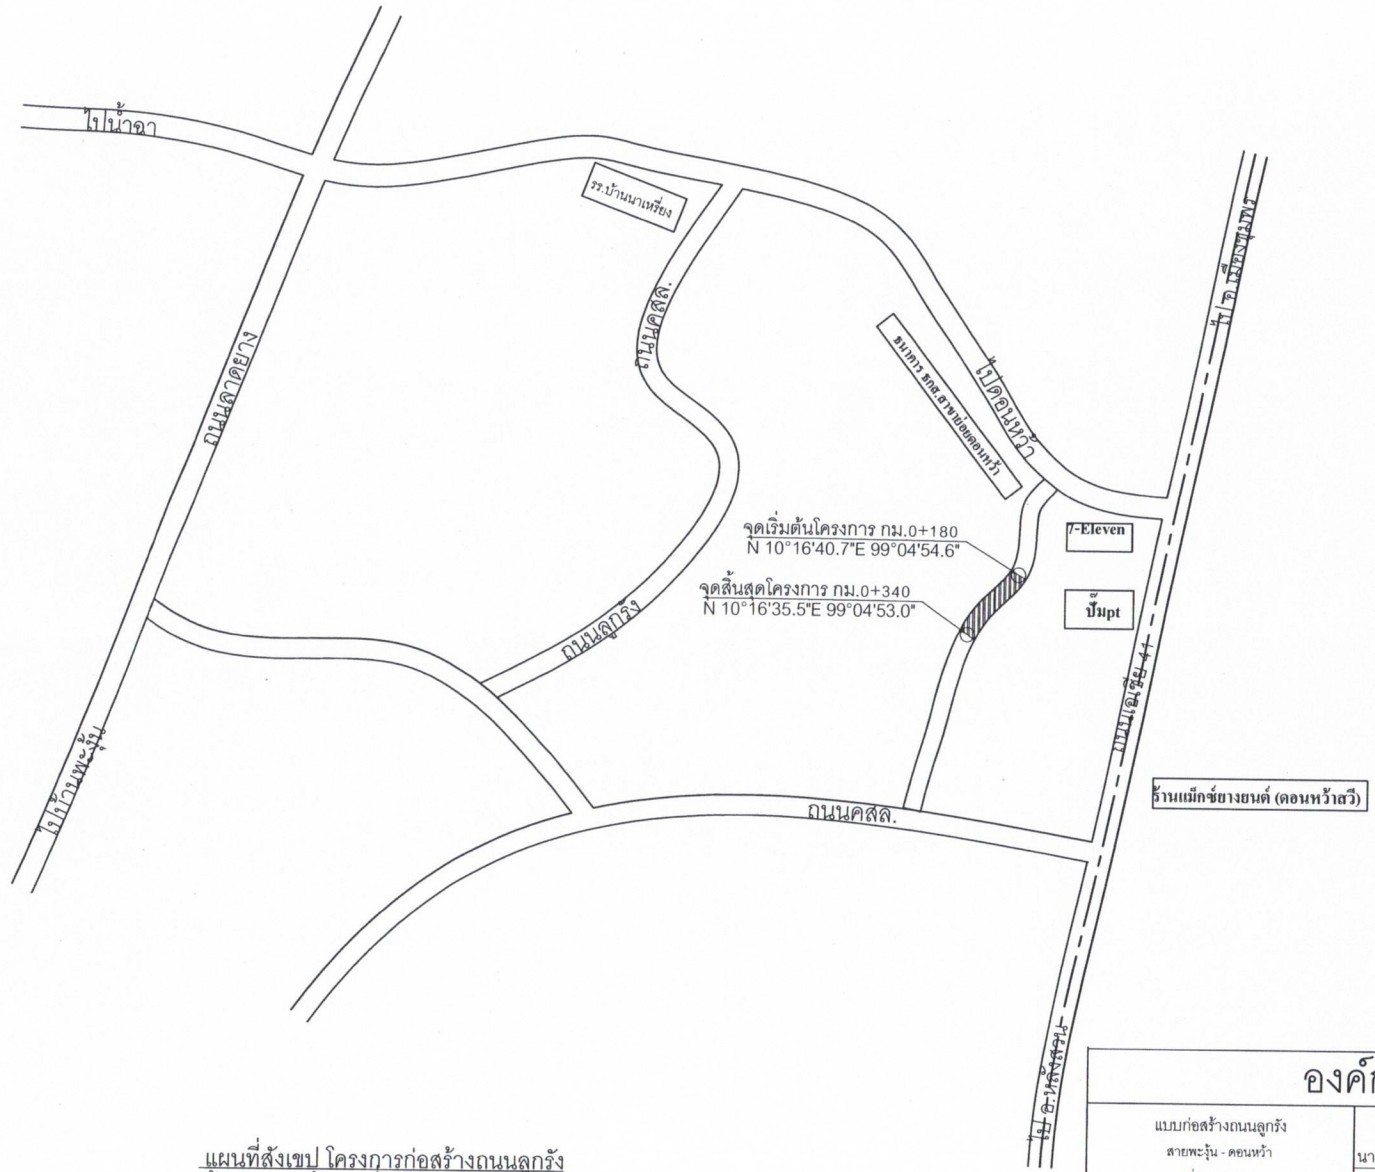 ไปน้ำฉา
รร.บ้านนาเหรี่ยง
ไป อ.เมืองชุมพร
ถนนคสล.
ถนนลาดยาง
ธนาคาร ธกส.สาขาย่อยดอนหว้า
ไปดอนหว้า
จุดเริ่มต้นโครงการ กม.0+180
N 10°16'40.7"E 99°04'54.6"
7-Eleven
จุดสิ้นสุดโครงการ กม.0+340
N 10°16'35.5"E 99°04'53.0"
ปั๊มpt
ถนนลูกรัง
ถนนเอเชีย 41
ไปบ้านพะงุ้น
ร้านแม็กซ์ยางยนต์ (ดอนหว้าสวี)
ถนนคสล.
ไป อ.หลังสวน
แผนที่สังเขป โครงการก่อสร้างถนนลูกรัง
แบบก่อสร้างถนนลูกรัง
สายพะงุ้น - ดอนหว้า